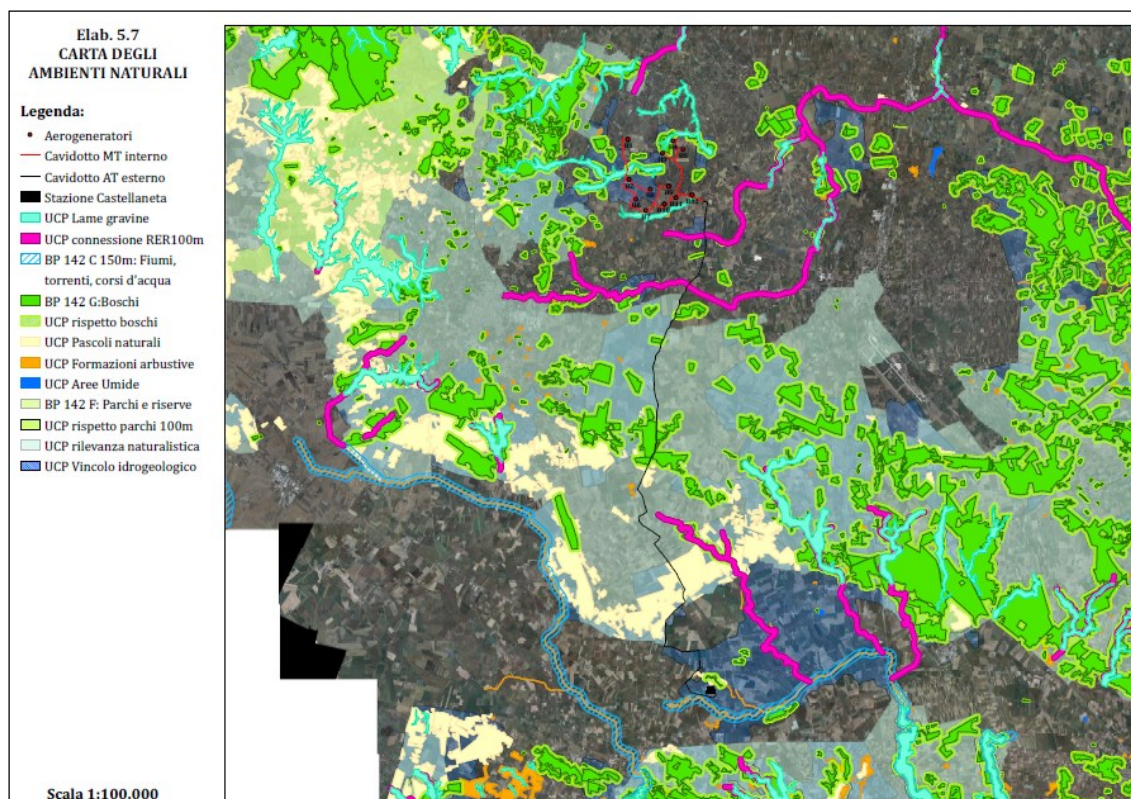 Elab. 5.7
CARTA DEGLI
AMBIENTI NATURALI
Legenda:
Aerogeneratori
Cavidotto MT interno
Cavidotto AT esterno
Stazione Castellaneta
UCP Lame gravine
UCP connessione RER100m
BP 142 C 150m: Fiumi,
torrenti, corsi d'acqua
BP 142 G:Boschi
UCP rispetto boschi
UCP Pascoli naturali
UCP Formazioni arbustive
UCP Aree Umide
BP 142 F: Parchi e riserve
UCP rispetto parchi 100m
UCP rilevanza naturalistica
UCP Vincolo idrogeologico
Scala 1:100.000